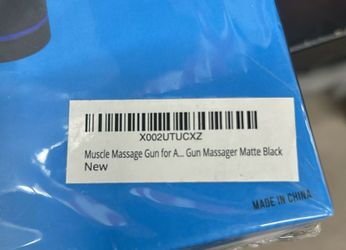 X002UTUCXZ
Muscle Massage Gun for A... Gun Massager Matte Black
New
MADE IN CHINA